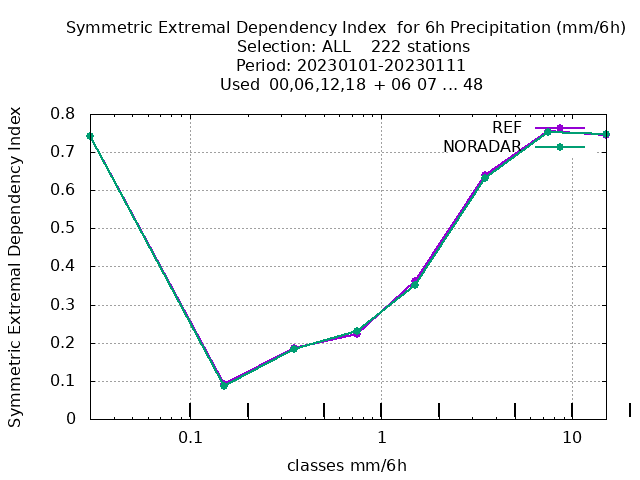 Symmetric Extremal Dependency Index  for 6h Precipitation (mm/6h)
Selection: ALL    222 stations
Period: 20230101-20230111
Used  00,06,12,18  + 06 07 ... 48
Symmetric Extremal Dependency Index
0.8
0.7
0.6
0.5
0.4
0.3
0.2
0.1
0
REF
NORADAR
0.1
1
10
classes mm/6h